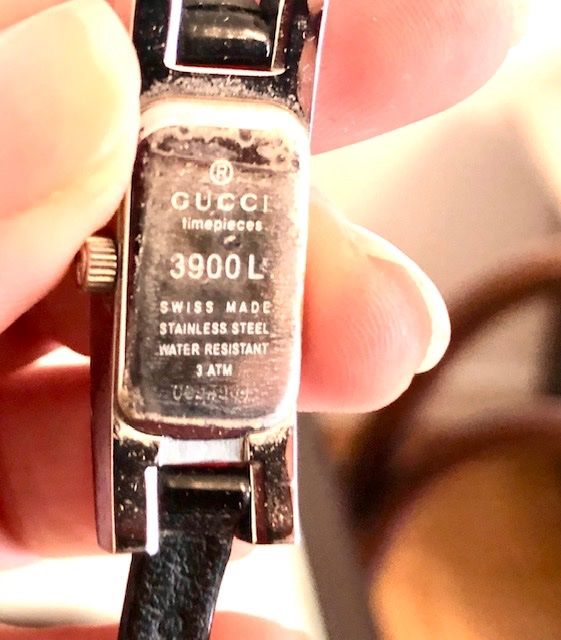 ®
GUCCI
timepieces
3900L
SWISS MADE
STAINLESS STEEL
WATER RESISTANT
3 ATM